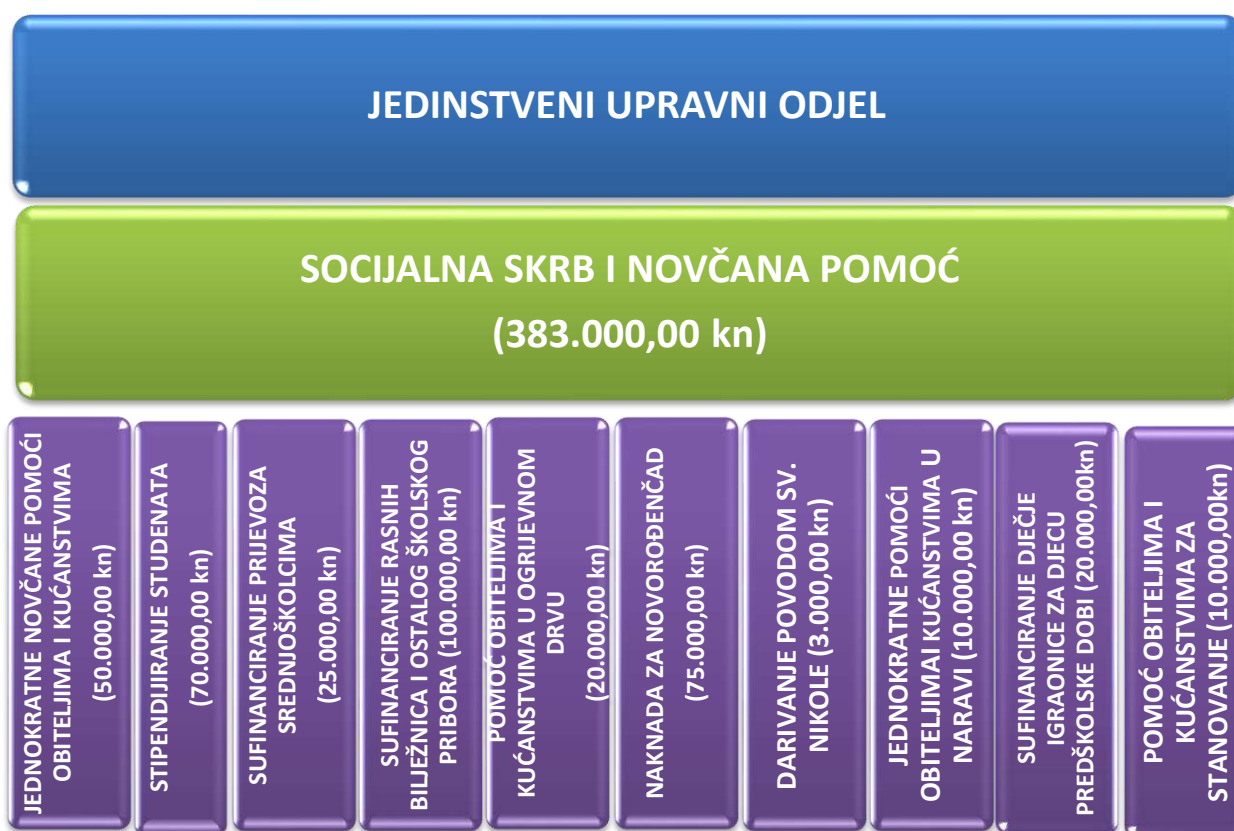 JEDINSTVENI UPRAVNI ODJEL
SOCIJALNA SKRB I NOVČANA POMOĆ
(383.000,00 kn)
JEDNOKRATNE NOVČANE POMOĆI
OBITELJIMA I KUĆANSTVIMA
(50.000,00 kn)
STIPENDIJIRANJE STUDENATA
(70.000,00 kn)
SUFINANCIRANJE PRIJEVOZA
SREDNJOŠKOLCIMA
(25.000,00 kn)
SUFINANCIRANJE RASNIH
BILJEŽNICA I OSTALOG ŠKOLSKOG
PRIBORA (100.000,00 kn)
POMOĆ OBITELJIMA I
KUĆANSTVIMA U OGRIJEVNOM
DRVU
(20.000,00 kn)
NAKNADA ZA NOVOROĐENČAD
(75.000,00 kn)
DARIVANJE POVODOM SV.
NIKOLE (3.000,00 kn)
JEDNOKRATNE POMOĆI
OBITELJIMAI KUĆANSTVIMA U
NARAVI (10.000,00 kn)
SUFINANCIRANJE DJEČJE
IGRAONICE ZA DJECU
PREDŠKOLSKE DOBI (20.000,00kn)
POMOĆ OBITELJIMA I
KUĆANSTVIMA ZA
STANOVANJE (10.000,00kn)